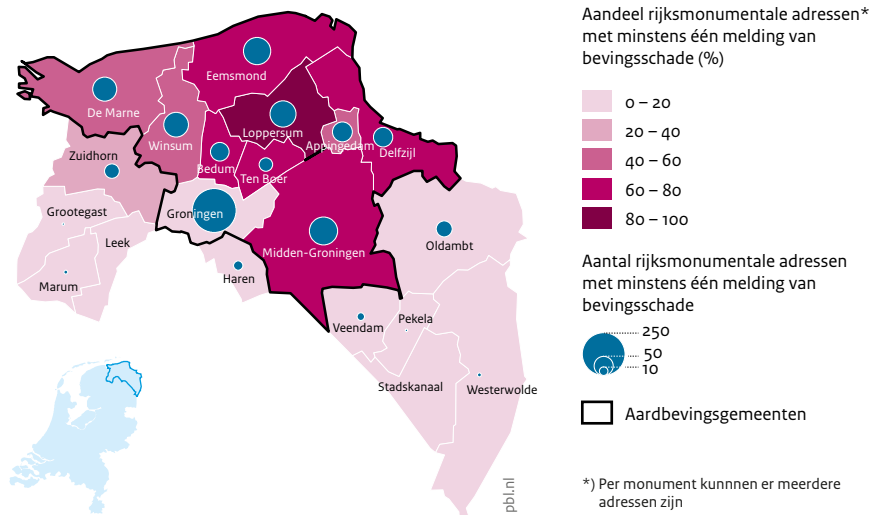 Aandeel rijksmonumentale adressen*
met minstens één melding van
bevingsschade (%)
0 – 20
20 – 40
40 – 60
60 – 80
80 – 100
Aantal rijksmonumentale adressen
met minstens één melding van
bevingsschade
250
50
10
Aardbevingsgemeenten
*) Per monument kunnnen er meerdere
adressen zijn
Eemsmond
De Marne
Winsum
Loppersum
Appingedam
Delfzijl
Zuidhorn
Bedum
Ten Boer
Grootegast
Groningen
Leek
Oldambt
Midden-Groningen
Marum
Haren
Veendam
Pekela
Stadskanaal
Westerwolde
pbl.nl